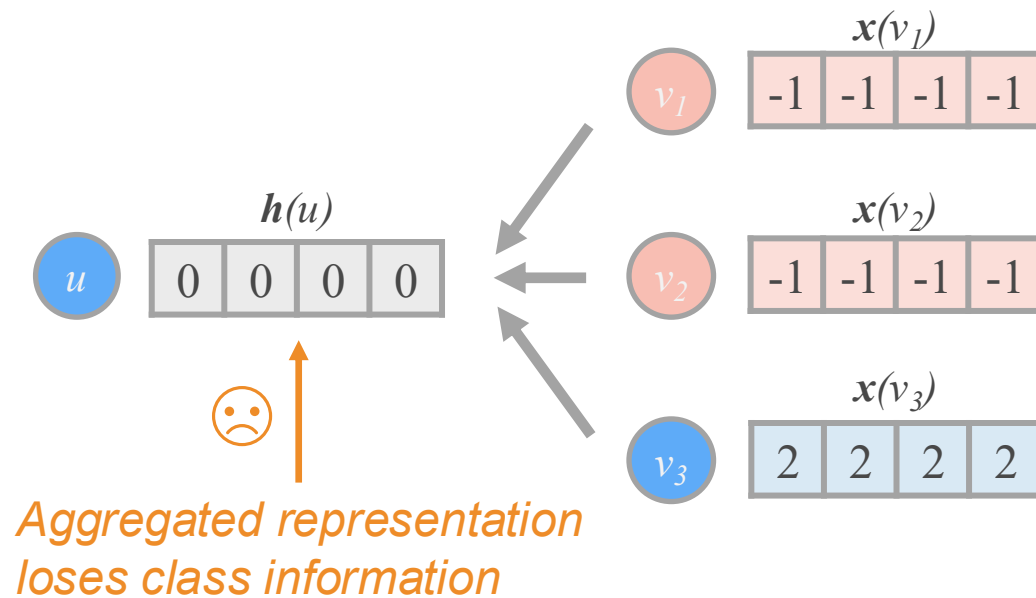 x(v1)
v1 -1 -1 -1 -1
h(u)
u 0 0 0 0
x(v2)
v2 -1 -1 -1 -1
x(v3)
v3 2 2 2 2
Aggregated representation
loses class information